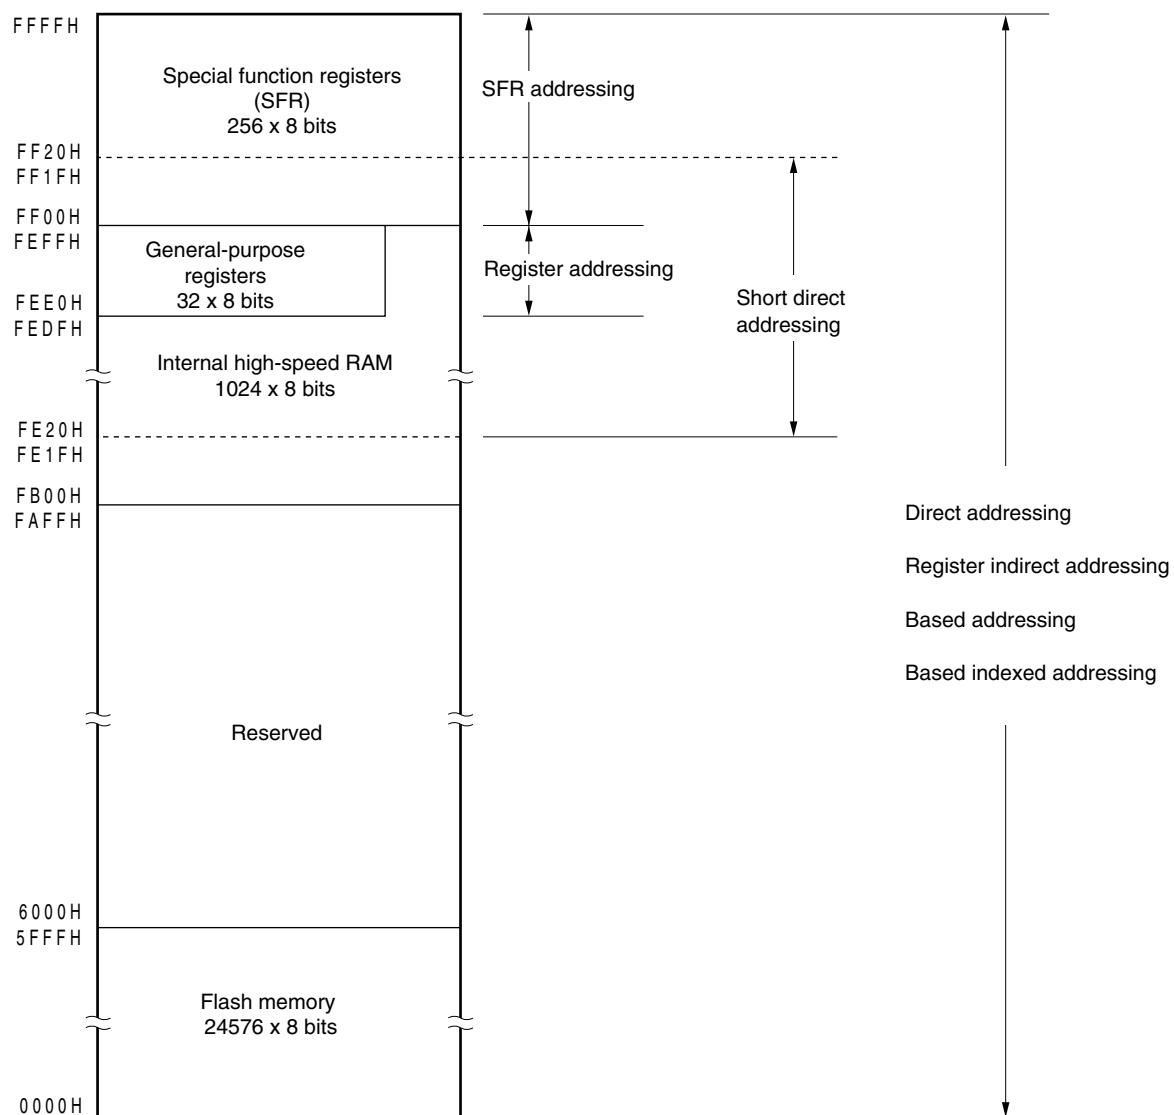 FFFFH
Special function registers
(SFR)
256 x 8 bits
SFR addressing
FF20H
FF1FH
FF00H
FEFFH
General-purpose
registers
32 x 8 bits
Register addressing
FEE0H
FEDFH
Short direct
addressing
Internal high-speed RAM
1024 x 8 bits
FE20H
FE1FH
FB00H
FAFFH
Direct addressing
Register indirect addressing
Based addressing
Based indexed addressing
Reserved
6000H
5FFFH
Flash memory
24576 x 8 bits
0000H